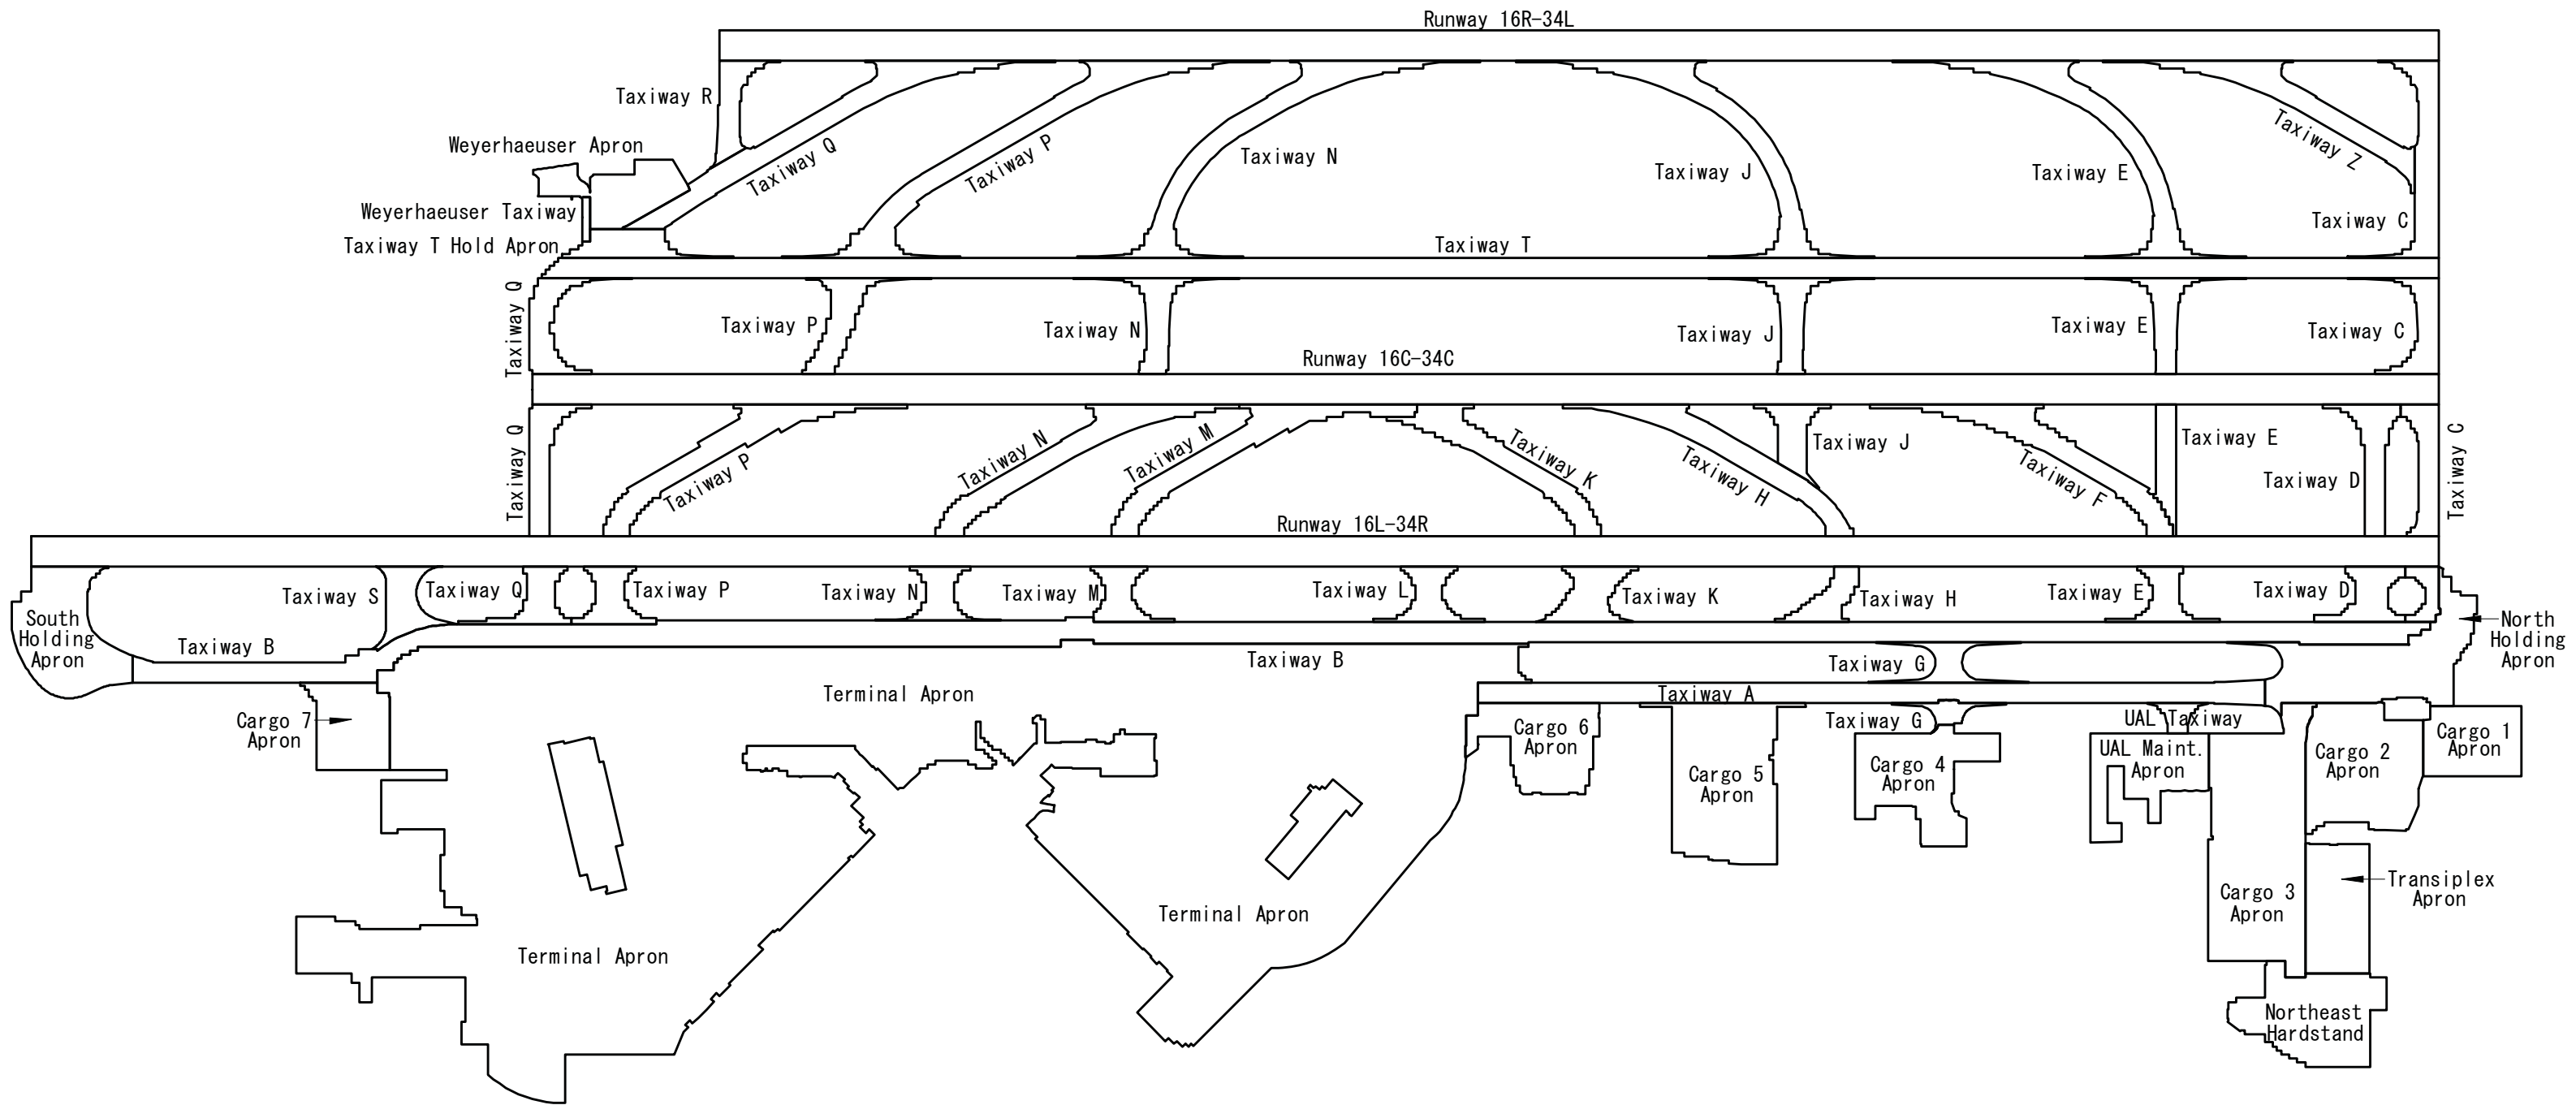 Runway 16R-34L
Taxiway R
Weyerhaeuser Apron
Taxiway Q
Taxiway P
Taxiway N
Taxiway J
Taxiway E
Taxiway Z
Weyerhaeuser Taxiway
Taxiway T Hold Apron
Taxiway T
Taxiway C
Taxiway Q
Taxiway P
Taxiway N
Taxiway J
Taxiway E
Taxiway C
Runway 16C-34C
Taxiway Q
Taxiway P
Taxiway N
Taxiway M
Taxiway K
Taxiway H
Taxiway J
Taxiway F
Taxiway E
Taxiway D
Taxiway C
Runway 16L-34R
South
Holding
Apron
Taxiway S
Taxiway Q
Taxiway P
Taxiway N
Taxiway M
Taxiway L
Taxiway K
Taxiway H
Taxiway E
Taxiway D
North
Holding
Apron
Taxiway B
Taxiway B
Taxiway G
Terminal Apron
Taxiway A
Cargo 7
Apron
Cargo 6
Apron
Taxiway G
UAL Taxiway
Cargo 5
Apron
Cargo 4
Apron
UAL Maint.
Apron
Cargo 2
Apron
Cargo 1
Apron
Terminal Apron
Terminal Apron
Cargo 3
Apron
Transiplex
Apron
Northeast
Hardstand